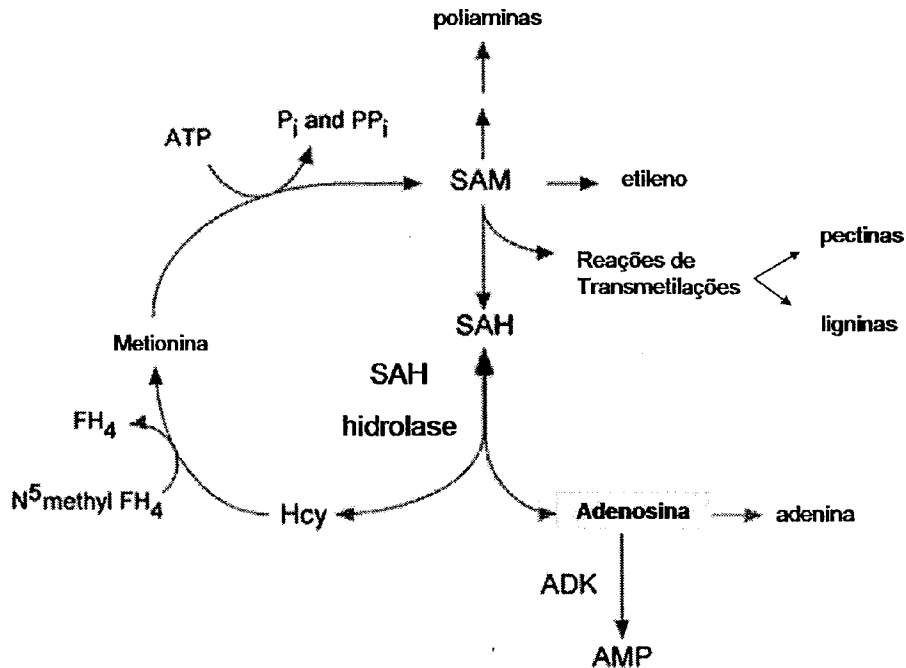 poliaminas
ATP
Pi and PPi
SAM
etileno
pectinas
Reações de
Transmetilações
ligninas
SAH
Metionina
SAH
hidrolase
FH4
N5methyl FH4
Hcy
Adenosina
adenina
ADK
AMP